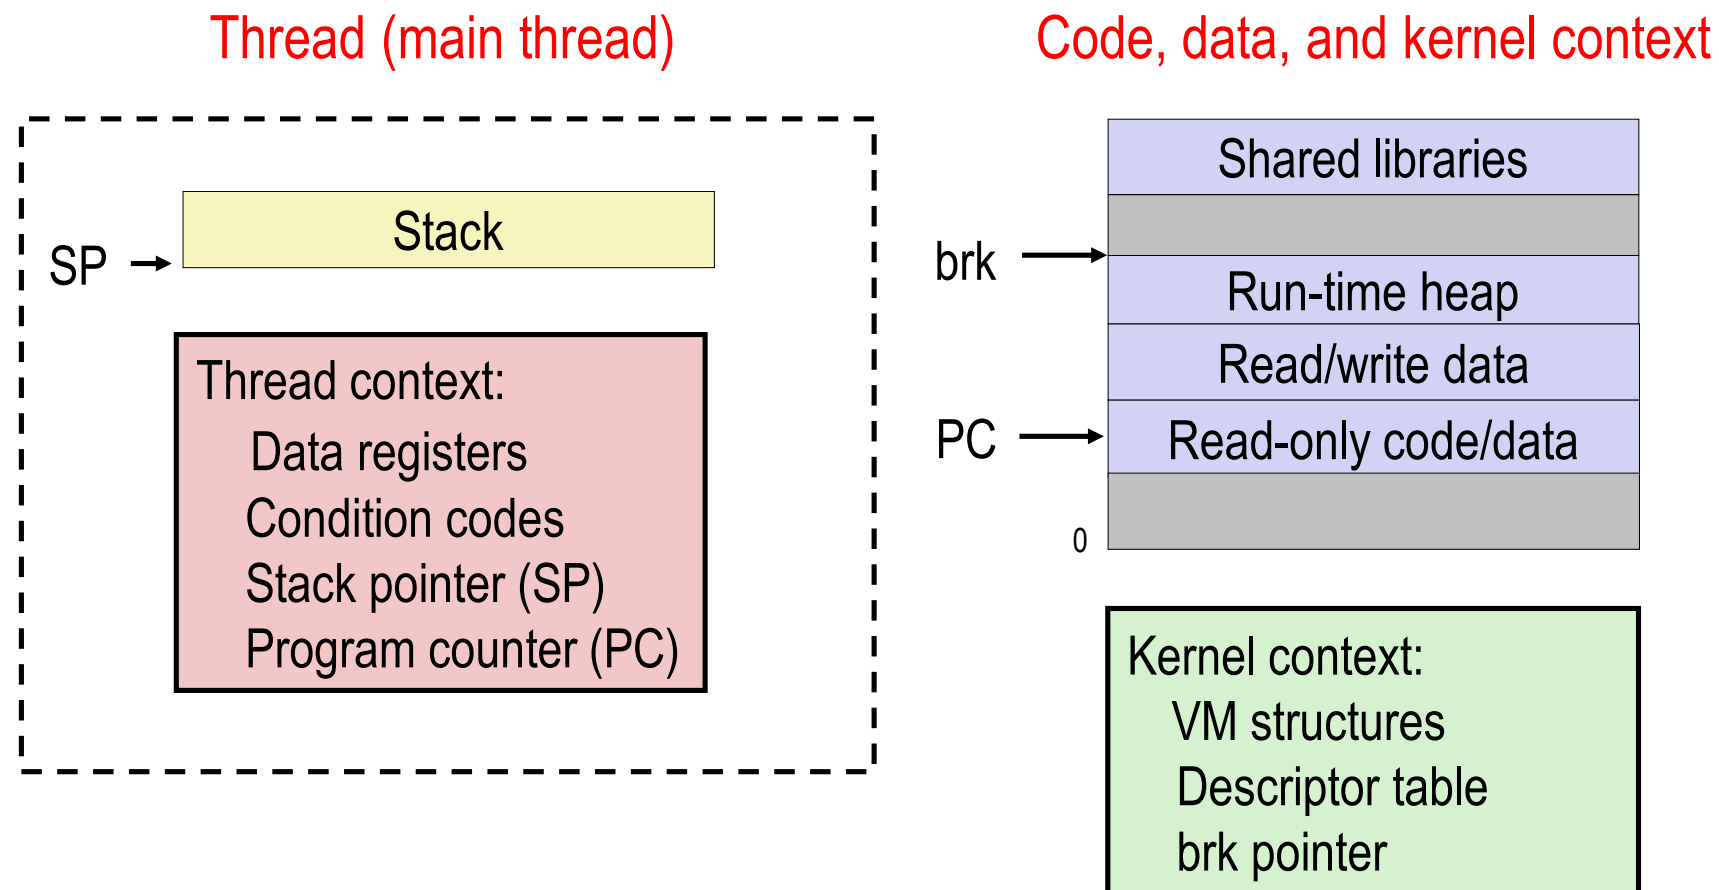 Thread (main thread)
Stack
SP
Thread context:
Data registers
Condition codes
Stack pointer (SP)
Program counter (PC)
Code, data, and kernel context
Shared libraries
brk
Run-time heap
Read/write data
PC
Read-only code/data
0
Kernel context:
VM structures
Descriptor table
brk pointer